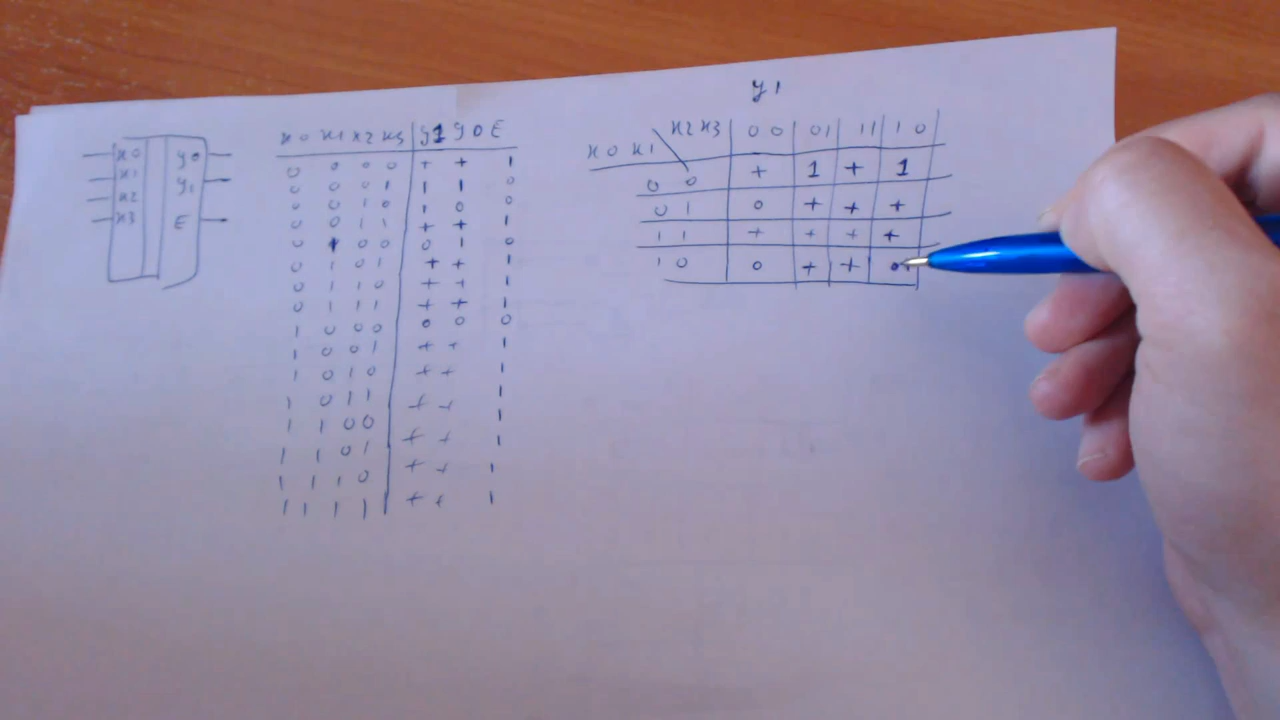 x0 y0
x1 y1
x2
x3 E
x0 x1 x2 x3 y1 y0 E
0 0 0 0 + + 1
0 0 0 1 1 1 0
0 0 1 0 1 0 0
0 0 1 1 + + 1
0 1 0 0 0 1 0
0 1 0 1 + + 1
0 1 1 0 + + 1
0 1 1 1 + + 1
1 0 0 0 0 0 0
1 0 0 1 + + 1
1 0 1 0 + + 1
1 0 1 1 + + 1
1 1 0 0 + + 1
1 1 0 1 + + 1
1 1 1 0 + + 1
1 1 1 1 + + 1
y1
x2 x3 00 01 11 10
x0 x1
0 0 + 1 + 1
0 1 0 + + +
1 1 + + + +
1 0 0 + +